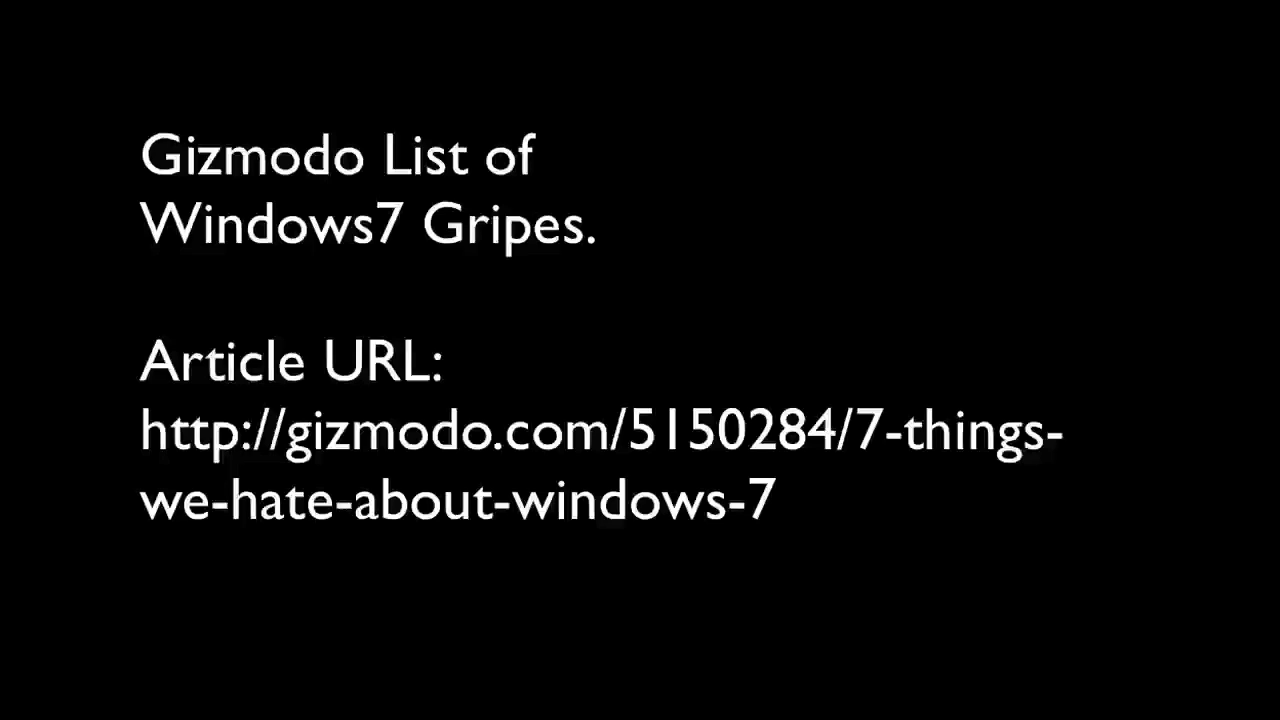 Gizmodo List of
Windows7 Gripes.
Article URL:
http://gizmodo.com/5150284/7-things-
we-hate-about-windows-7